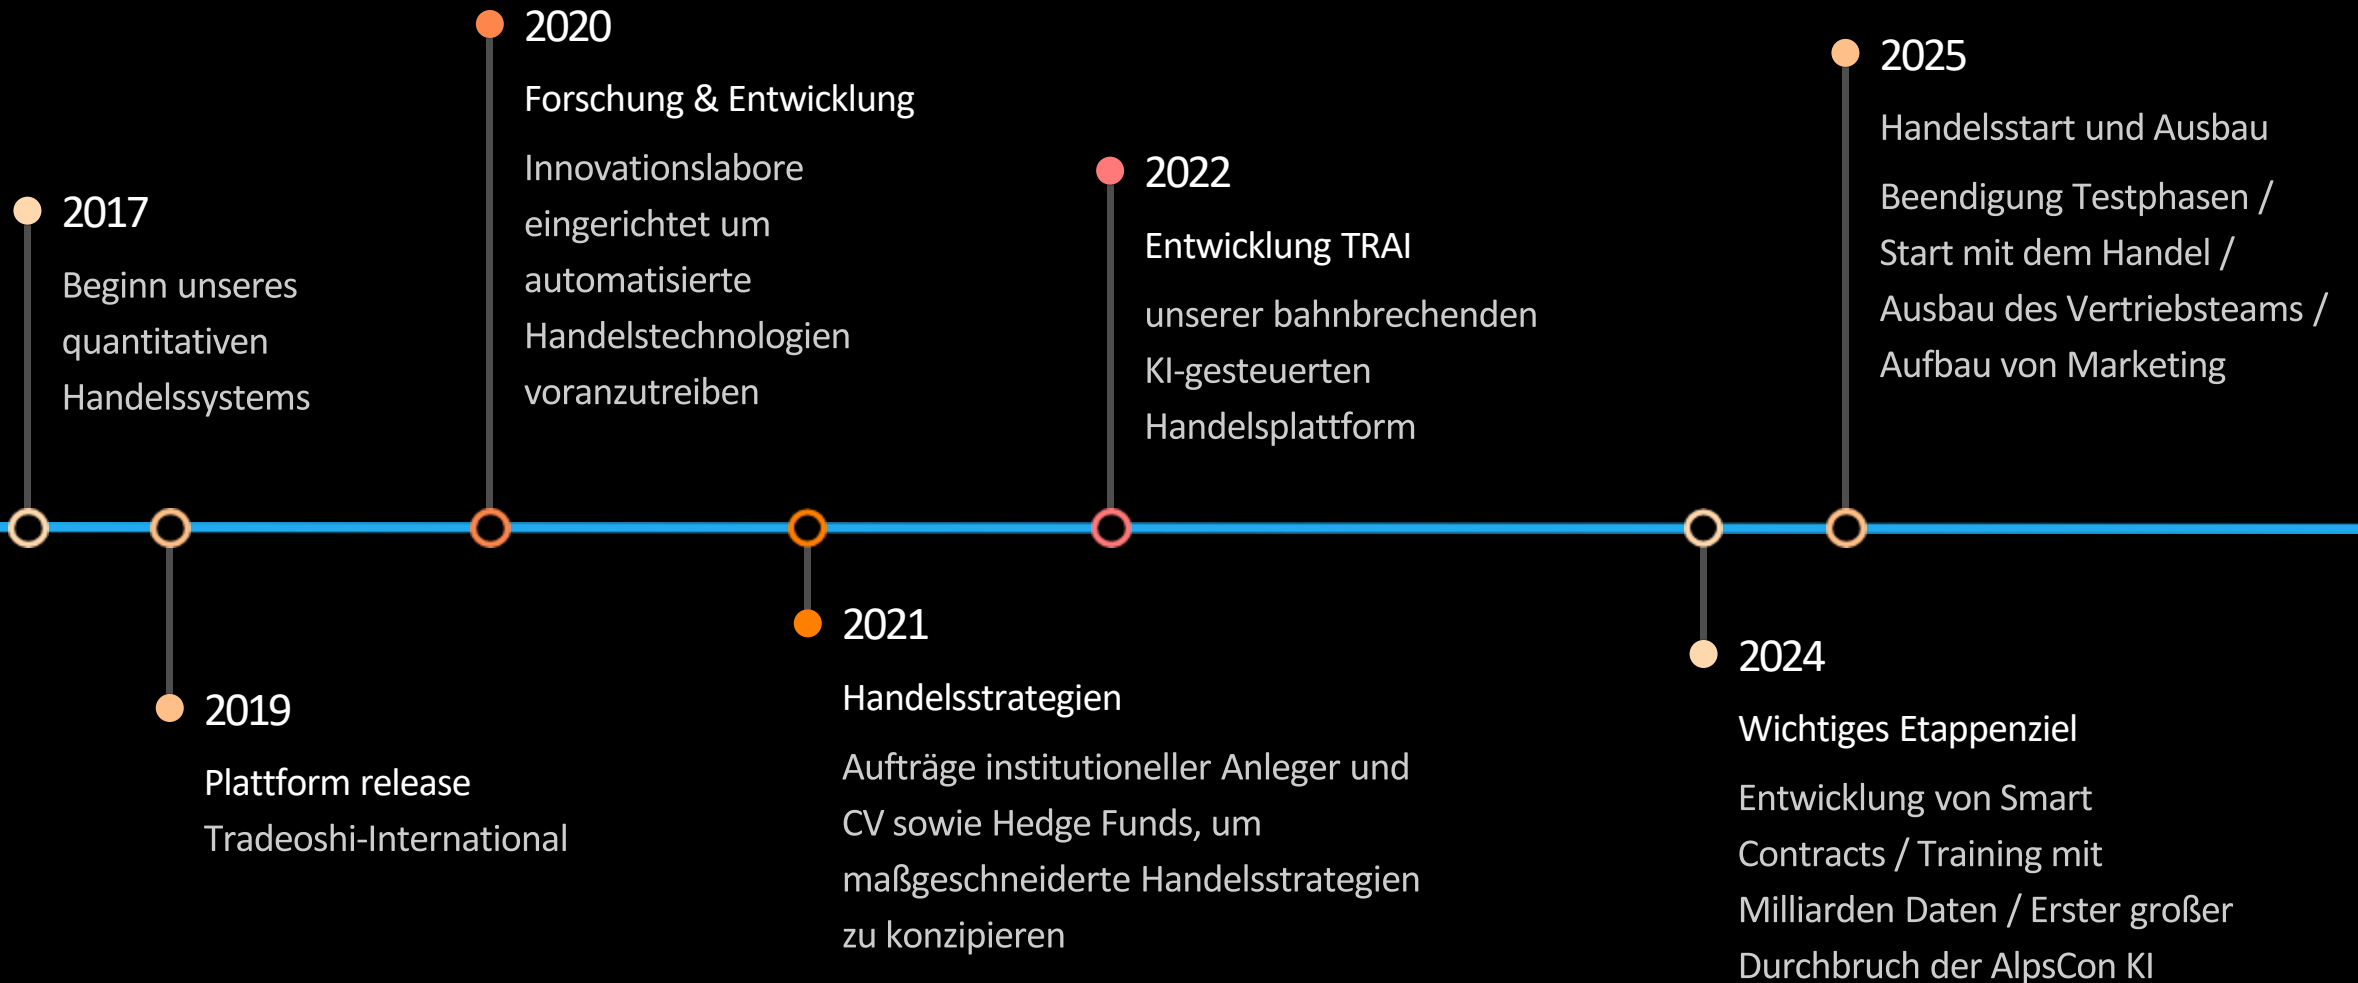 2017
Beginn unseres
quantitativen
Handelssystems
2019
Plattform release
Tradeoshi-International
2020
Forschung & Entwicklung
Innovationslabore
eingerichtet um
automatisierte
Handelstechnologien
voranzutreiben
2021
Handelsstrategien
Aufträge institutioneller Anleger und
CV sowie Hedge Funds, um
maßgeschneiderte Handelsstrategien
zu konzipieren
2022
Entwicklung TRAI
unserer bahnbrechenden
KI-gesteuerten
Handelsplattform
2024
Wichtiges Etappenziel
Entwicklung von Smart
Contracts / Training mit
Milliarden Daten / Erster großer
Durchbruch der AlpsCon KI
2025
Handelsstart und Ausbau
Beendigung Testphasen /
Start mit dem Handel /
Ausbau des Vertriebsteams /
Aufbau von Marketing